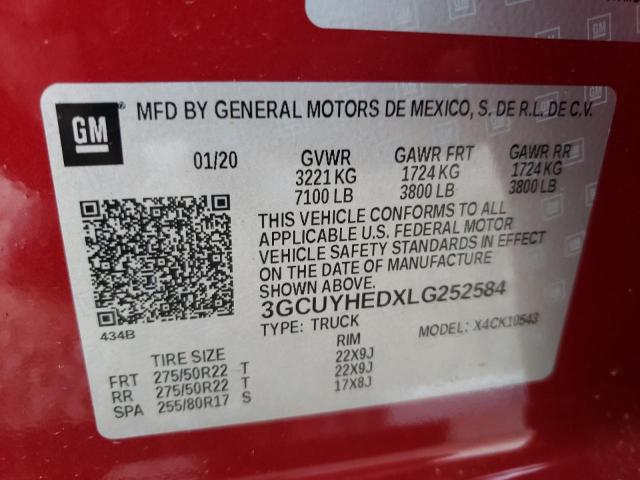 GM
GM
® MFD BY GENERAL MOTORS DE MEXICO, S. DE R.L. DE C.V.
01/20 GVWR GAWR FRT GAWR RR
3221 KG 1724 KG 1724 KG
7100 LB 3800 LB 3800 LB
THIS VEHICLE CONFORMS TO ALL
APPLICABLE U.S. FEDERAL MOTOR
VEHICLE SAFETY STANDARDS IN EFFECT
ON THE DATE OF MANUFACTURE
SHOWN ABOVE.
3GCUYHEDXLG252584
434B
TYPE: TRUCK MODEL: X4CK10543
TIRE SIZE RIM
FRT 275/50R22 T 22X9J
RR 275/50R22 T 22X9J
SPA 255/80R17 S 17X8J